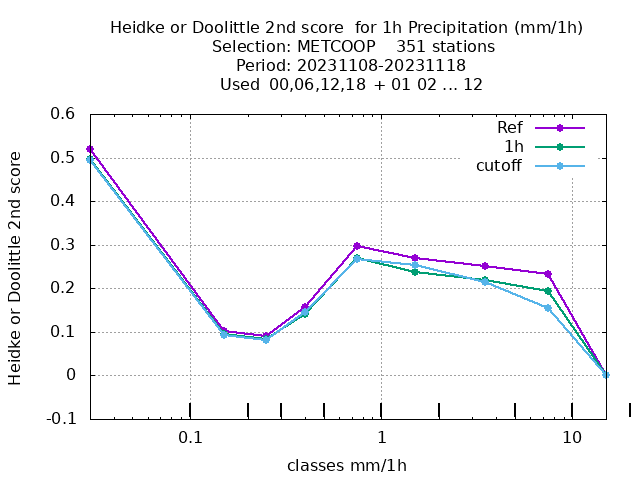 Heidke or Doolittle 2nd score  for 1h Precipitation (mm/1h)
Selection: METCOOP    351 stations
Period: 20231108-20231118
Used  00,06,12,18  + 01 02 ... 12
Ref
1h
cutoff
0.6
0.5
0.4
0.3
0.2
0.1
0
-0.1
Heidke or Doolittle 2nd score
0.1
1
10
classes mm/1h